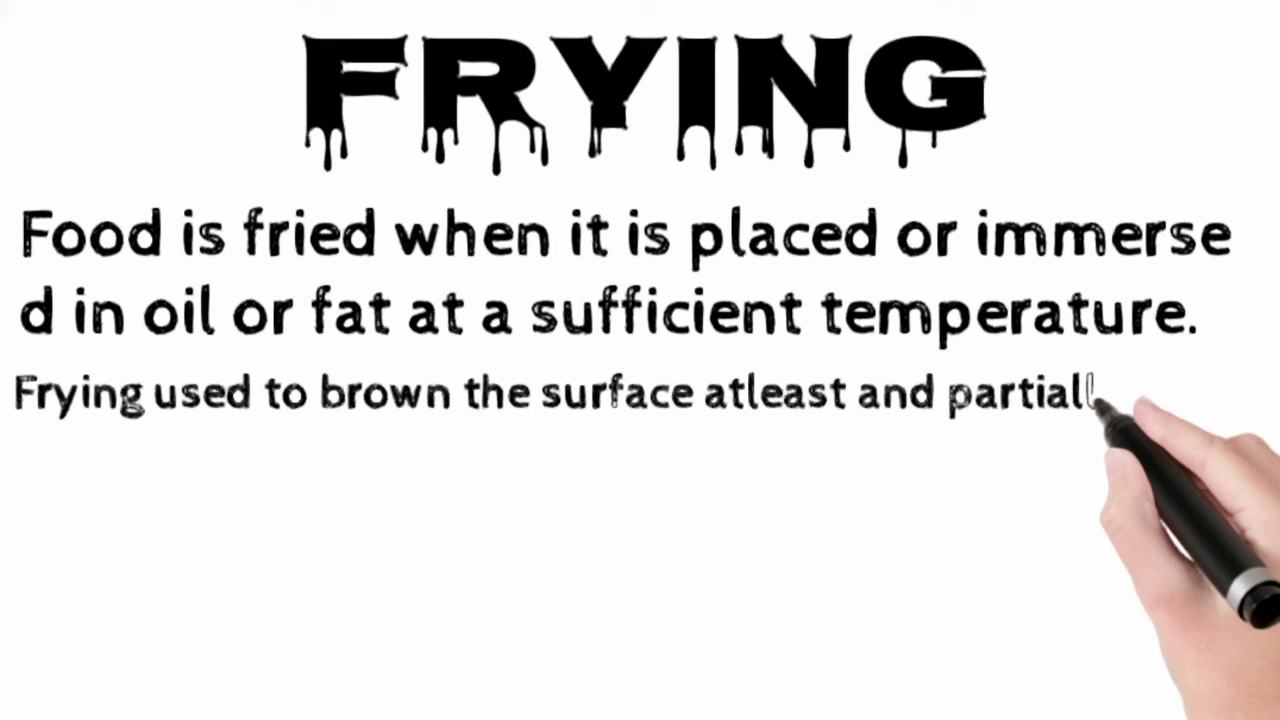 FRYING
Food is fried when it is placed or immerse
d in oil or fat at a sufficient temperature.
Frying used to brown the surface atleast and partiall